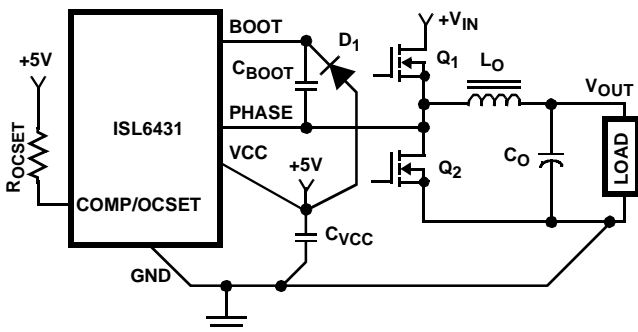 +VIN
BOOT
D1
+5V
CBOOT
Q1
LO
VOUT
PHASE
ISL6431
ROCSET
VCC
+5V
Q2
CO
LOAD
COMP/OCSET
CVCC
GND